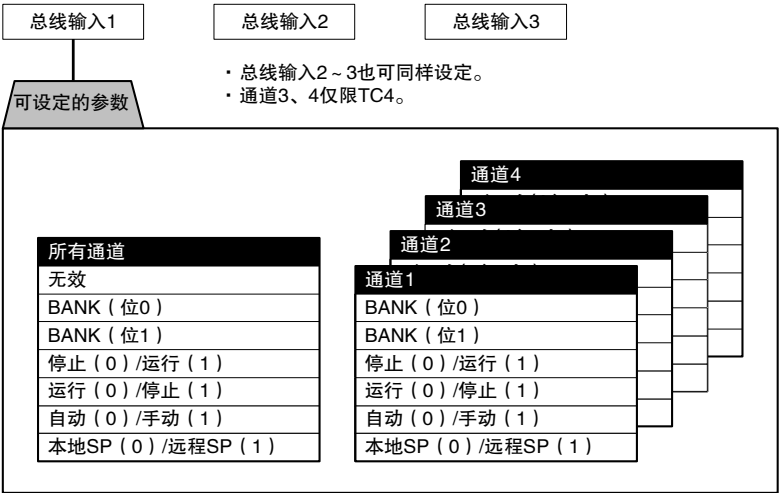 总线输入1
总线输入2
总线输入3
・总线输入2~3也可同样设定。
・通道3、4仅限TC4。
可设定的参数
所有通道
无效
BANK（位0）
BANK（位1）
停止（0）/运行（1）
运行（0）/停止（1）
自动（0）/手动（1）
本地SP（0）/远程SP（1）
通道4
通道3
通道2
通道1
BANK（位0）
BANK（位1）
停止（0）/运行（1）
运行（0）/停止（1）
自动（0）/手动（1）
本地SP（0）/远程SP（1）